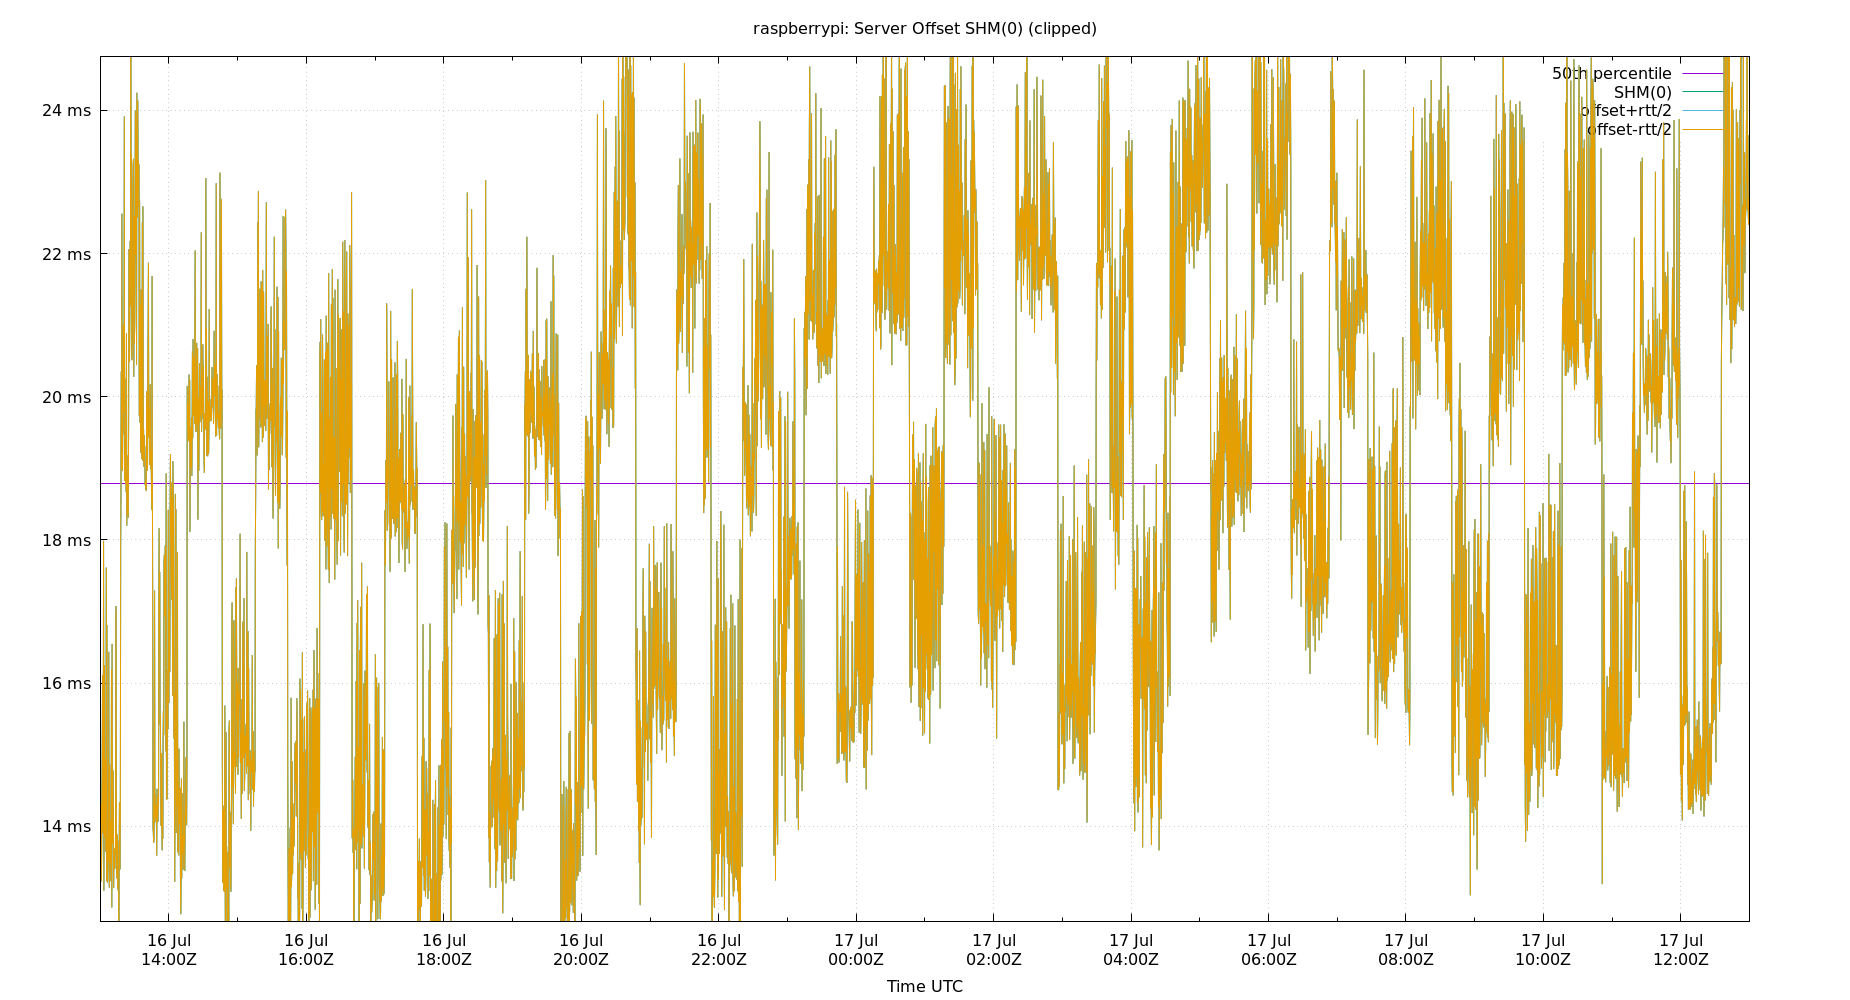 raspberrypi: Server Offset SHM(0) (clipped)
50th percentile
SHM(0)
offset+rtt/2
offset-rtt/2
24 ms
22 ms
20 ms
18 ms
16 ms
14 ms
16 Jul 16 Jul 16 Jul 16 Jul 16 Jul 17 Jul 17 Jul 17 Jul 17 Jul 17 Jul 17 Jul 17 Jul
14:00Z 16:00Z 18:00Z 20:00Z 22:00Z 00:00Z 02:00Z 04:00Z 06:00Z 08:00Z 10:00Z 12:00Z
Time UTC